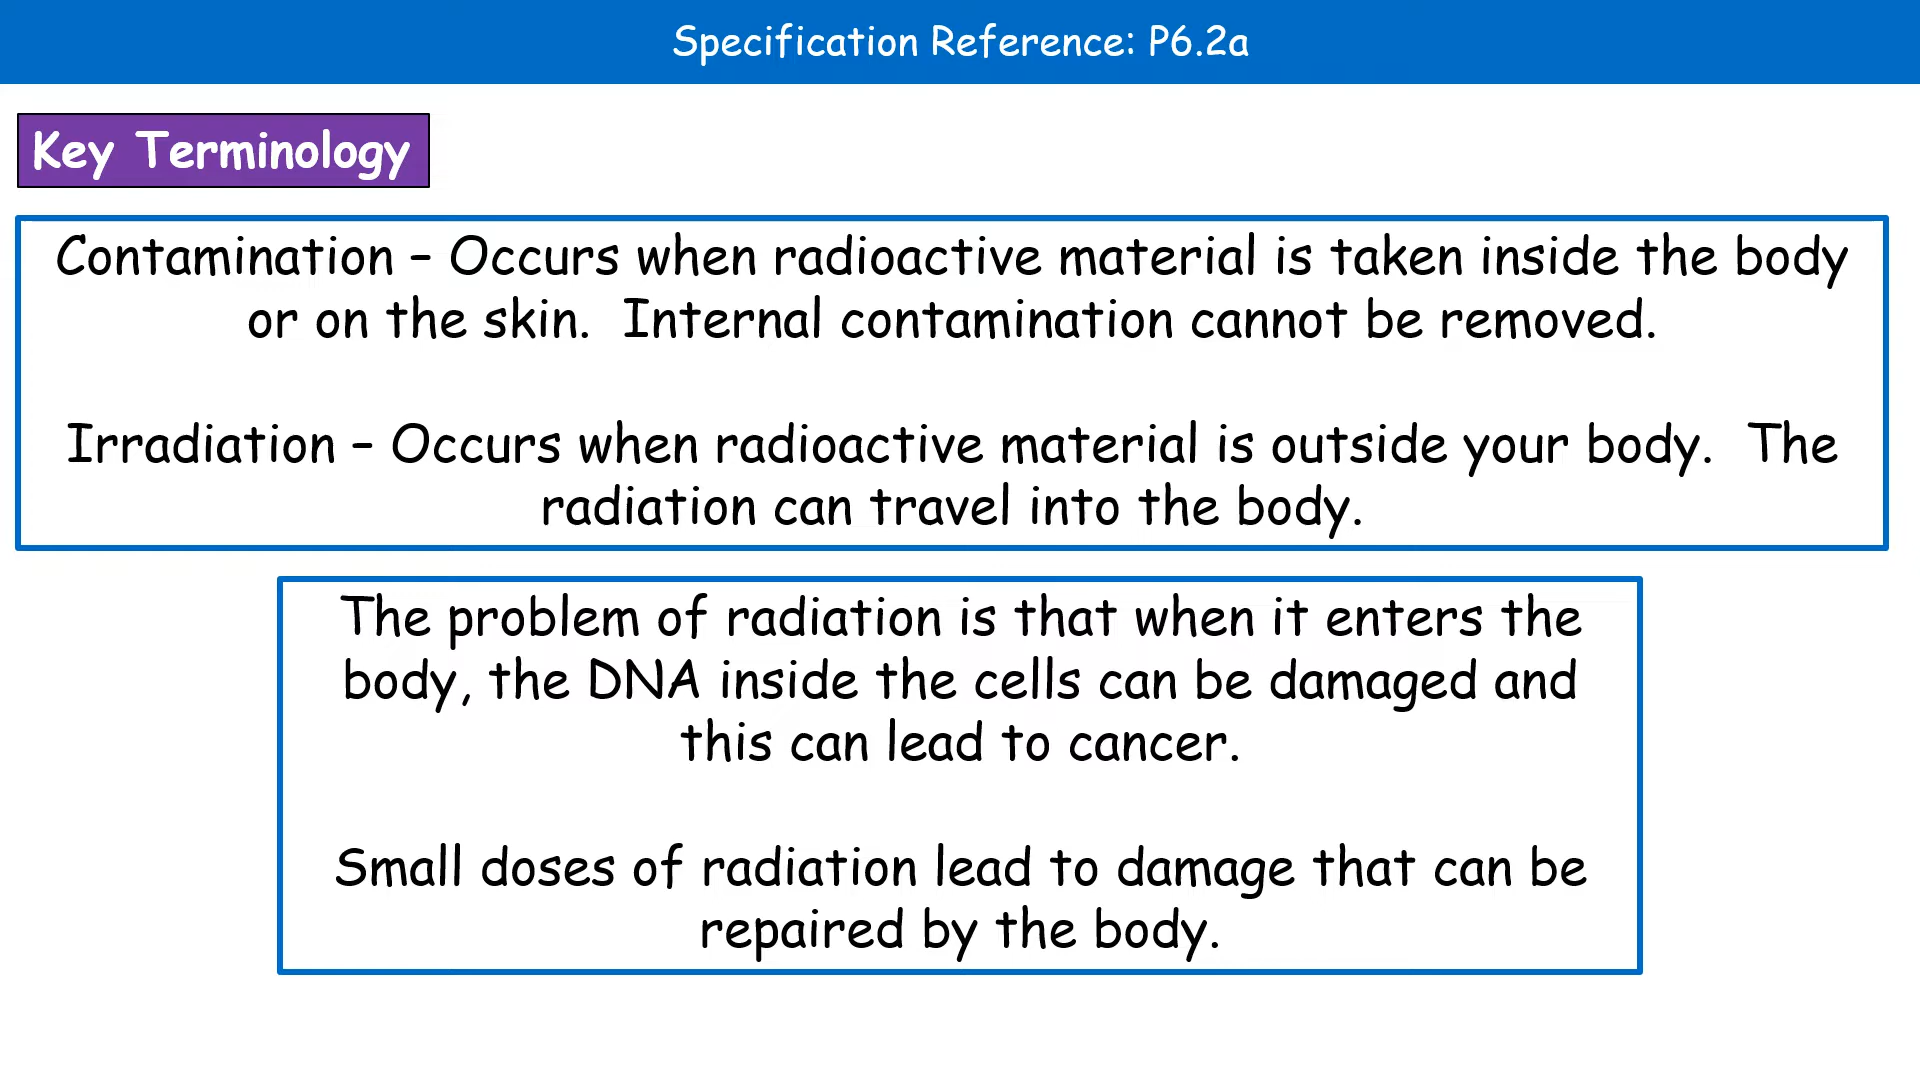 Specification Reference: P6.2a
Key Terminology
Contamination – Occurs when radioactive material is taken inside the body
or on the skin.  Internal contamination cannot be removed.
Irradiation – Occurs when radioactive material is outside your body.  The
radiation can travel into the body.
The problem of radiation is that when it enters the
body, the DNA inside the cells can be damaged and
this can lead to cancer.
Small doses of radiation lead to damage that can be
repaired by the body.